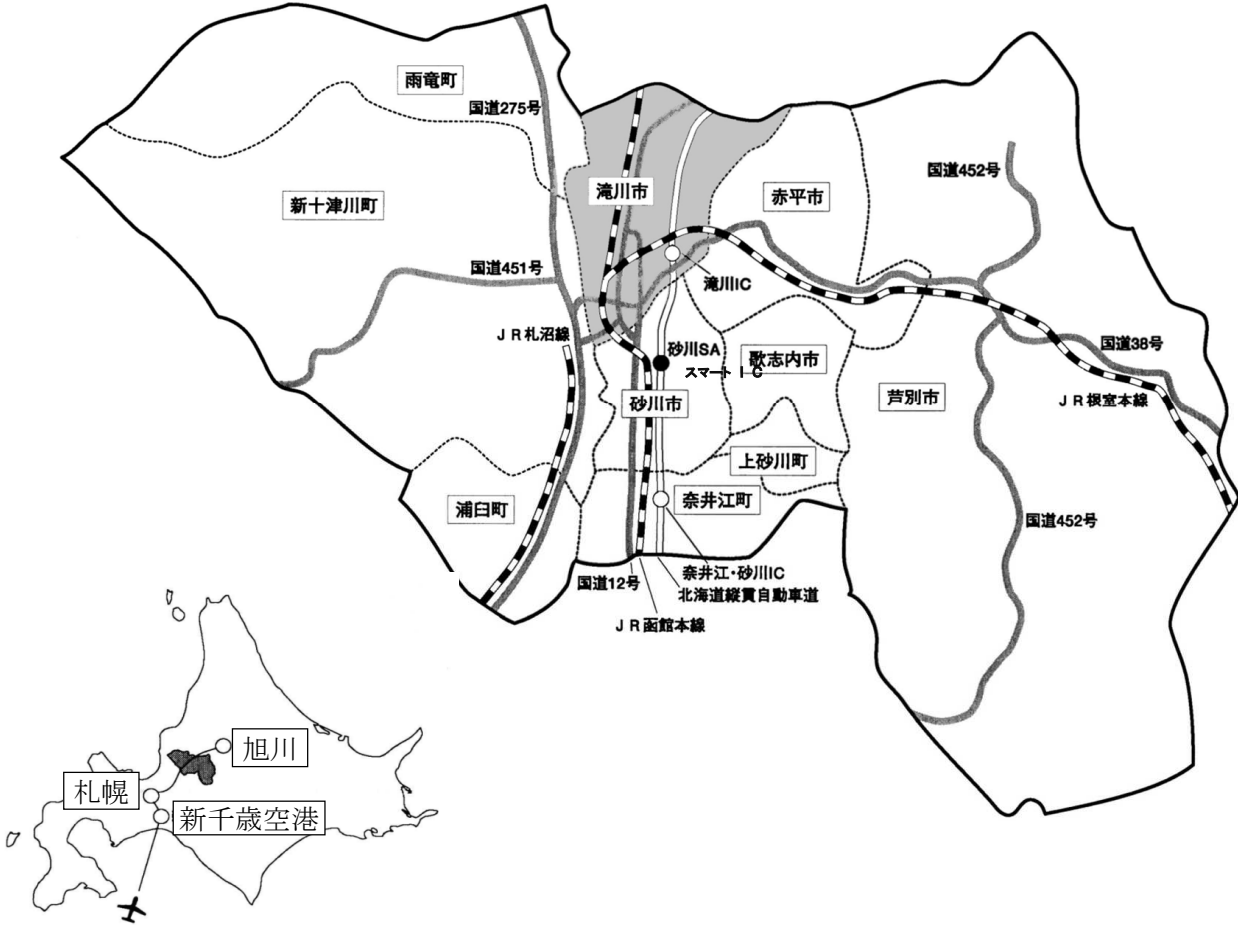 雨竜町
国道275号
国道452号
滝川市
赤平市
新十津川町
国道451号
滝川IC
JR札沼線
砂川SA
スマートIC
歌志内市
国道38号
砂川市
芦別市
JR根室本線
上砂川町
浦臼町
奈井江町
国道452号
国道12号
奈井江・砂川IC
北海道縦貫自動車道
JR函館本線
旭川
札幌
新千歳空港